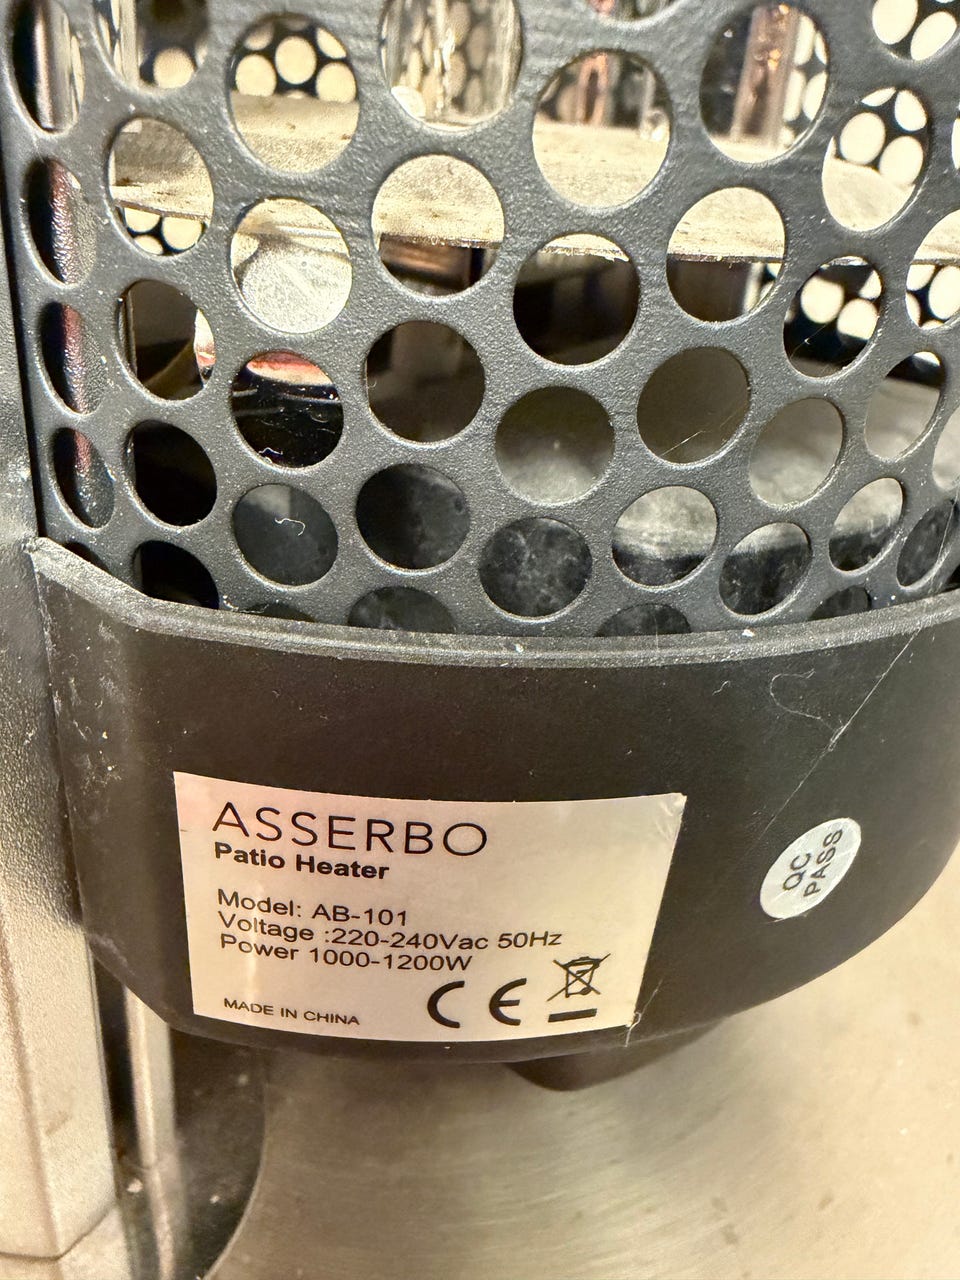 ASSERBO
Patio Heater
Model: AB-101
Voltage :220-240Vac 50Hz
Power 1000-1200W
MADE IN CHINA
CE
QC
PASS